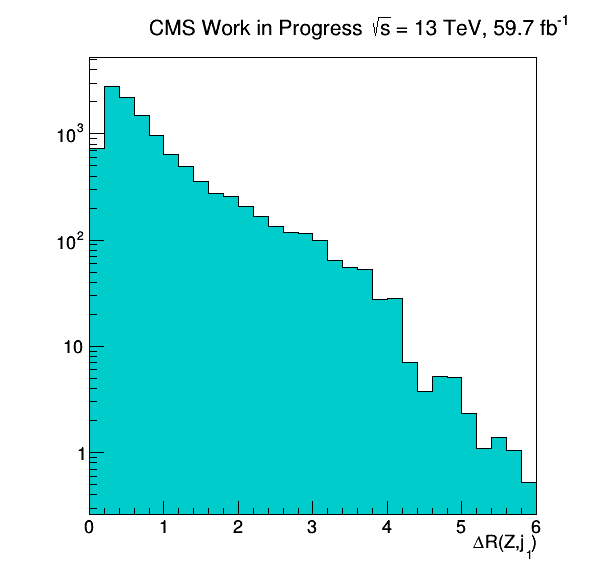 CMS Work in Progress √s = 13 TeV, 59.7 fb⁻¹
10³
10²
10
1
0 1 2 3 4 5 6
ΔR(Z,j₁)